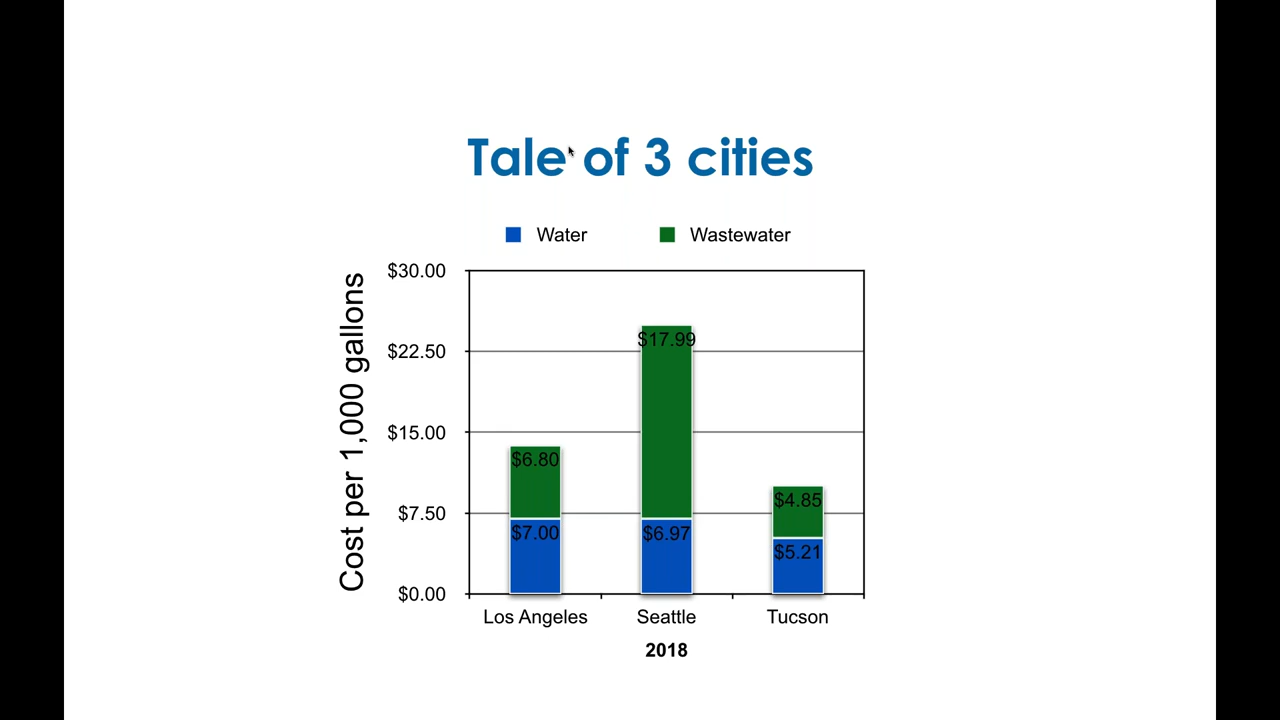 Tale of 3 cities
Water
Wastewater
Cost per 1,000 gallons
$30.00
$22.50
$15.00
$7.50
$0.00
$6.80
$7.00
$17.99
$6.97
$4.85
$5.21
Los Angeles
Seattle
Tucson
2018